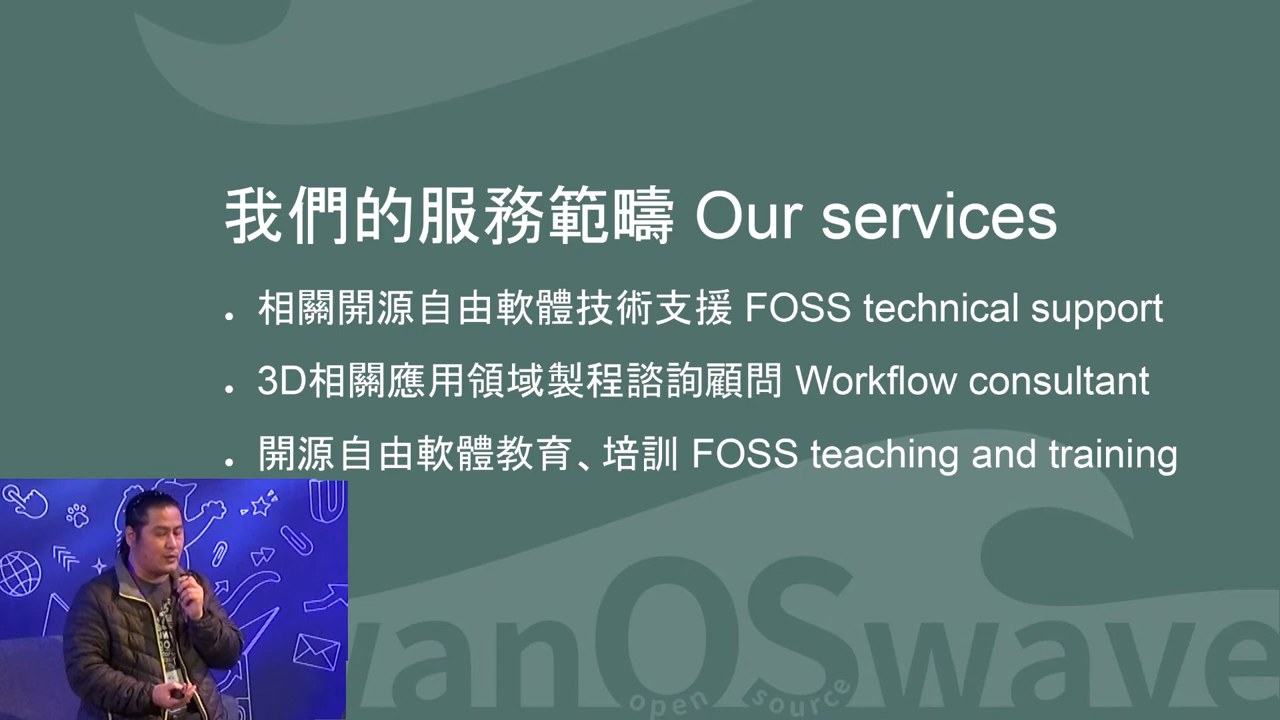 我們的服務範疇 Our services
• 相關開源自由軟體技術支援 FOSS technical support
• 3D相關應用領域製程諮詢顧問 Workflow consultant
• 開源自由軟體教育、培訓 FOSS teaching and training
wanOSwave
open source